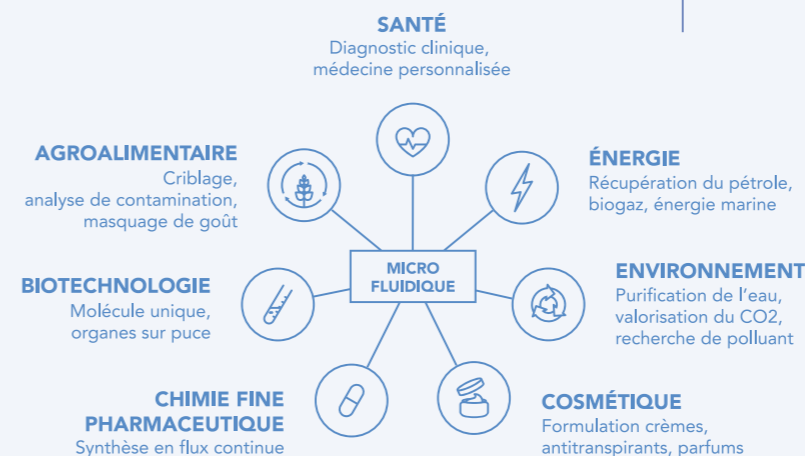 SANTÉ
Diagnostic clinique,
médecine personnalisée
AGROALIMENTAIRE
Criblage,
analyse de contamination,
masquage de goût
ÉNERGIE
Récupération du pétrole,
biogaz, énergie marine
MICRO
FLUIDIQUE
BIOTECHNOLOGIE
Molécule unique,
organes sur puce
ENVIRONNEMENT
Purification de l'eau,
valorisation du CO2,
recherche de polluant
CHIMIE FINE
PHARMACEUTIQUE
Synthèse en flux continue
COSMÉTIQUE
Formulation crèmes,
antitranspirants, parfums